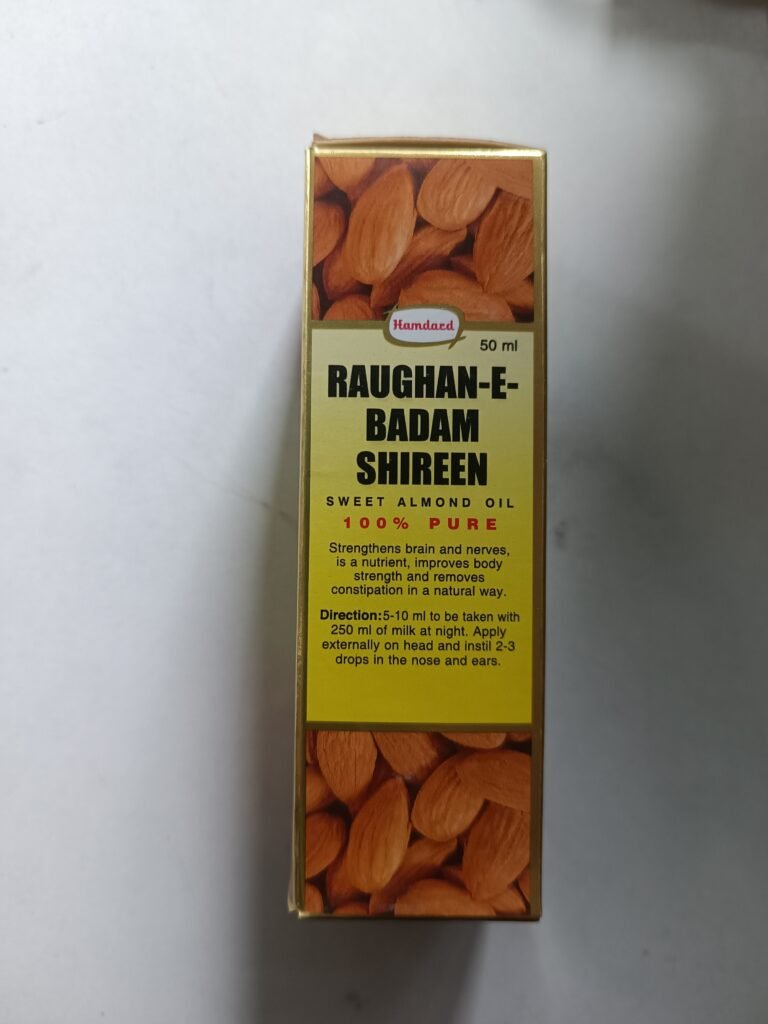 Hamdard
50 ml
RAUGHAN-E-
BADAM
SHIREEN
SWEET ALMOND OIL
100% PURE
Strengthens brain and nerves,
is a nutrient, improves body
strength and removes
constipation in a natural way.
Direction:5-10 ml to be taken with
250 ml of milk at night. Apply
externally on head and instil 2-3
drops in the nose and ears.